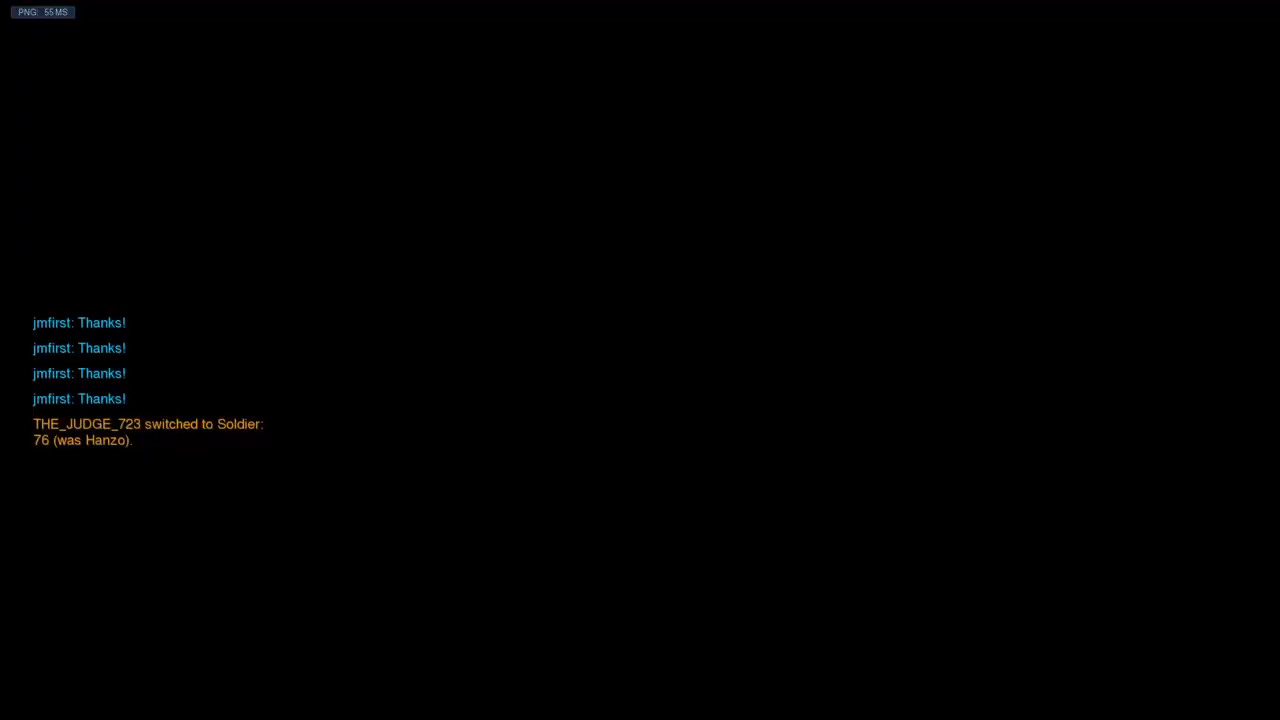 PNG: 55 MS
jmfirst: Thanks!
jmfirst: Thanks!
jmfirst: Thanks!
jmfirst: Thanks!
THE_JUDGE_723 switched to Soldier:
76 (was Hanzo).